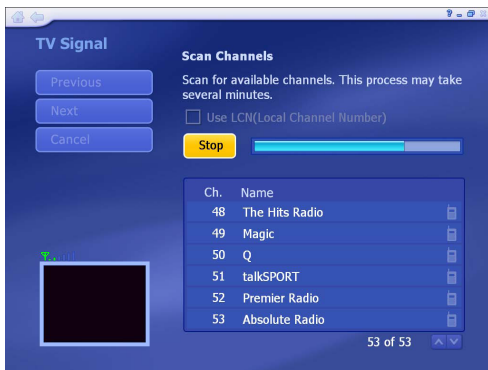 TV Signal
Previous
Next
Cancel
Scan Channels
Scan for available channels. This process may take
several minutes.
Use LCN(Local Channel Number)
Stop
Ch. Name
48 The Hits Radio
49 Magic
50 Q
51 talkSPORT
52 Premier Radio
53 Absolute Radio
53 of 53